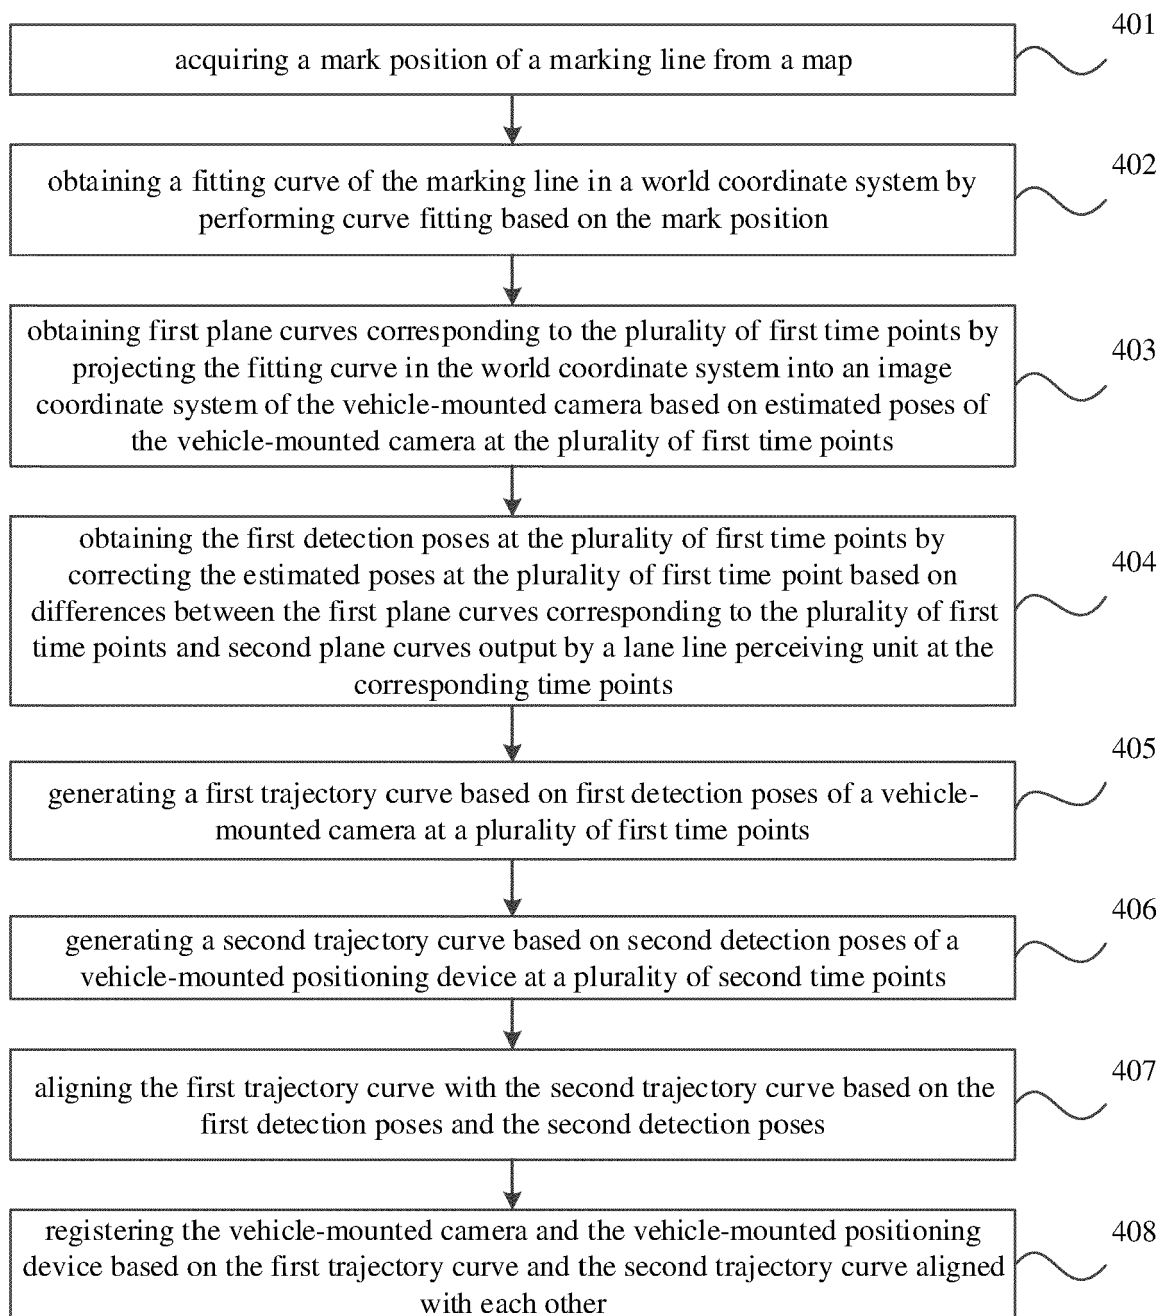 401
acquiring a mark position of a marking line from a map
402
obtaining a fitting curve of the marking line in a world coordinate system by
performing curve fitting based on the mark position
403
obtaining first plane curves corresponding to the plurality of first time points by
projecting the fitting curve in the world coordinate system into an image
coordinate system of the vehicle-mounted camera based on estimated poses of
the vehicle-mounted camera at the plurality of first time points
404
obtaining the first detection poses at the plurality of first time points by
correcting the estimated poses at the plurality of first time point based on
differences between the first plane curves corresponding to the plurality of first
time points and second plane curves output by a lane line perceiving unit at the
corresponding time points
405
generating a first trajectory curve based on first detection poses of a vehicle-
mounted camera at a plurality of first time points
406
generating a second trajectory curve based on second detection poses of a
vehicle-mounted positioning device at a plurality of second time points
407
aligning the first trajectory curve with the second trajectory curve based on the
first detection poses and the second detection poses
408
registering the vehicle-mounted camera and the vehicle-mounted positioning
device based on the first trajectory curve and the second trajectory curve aligned
with each other